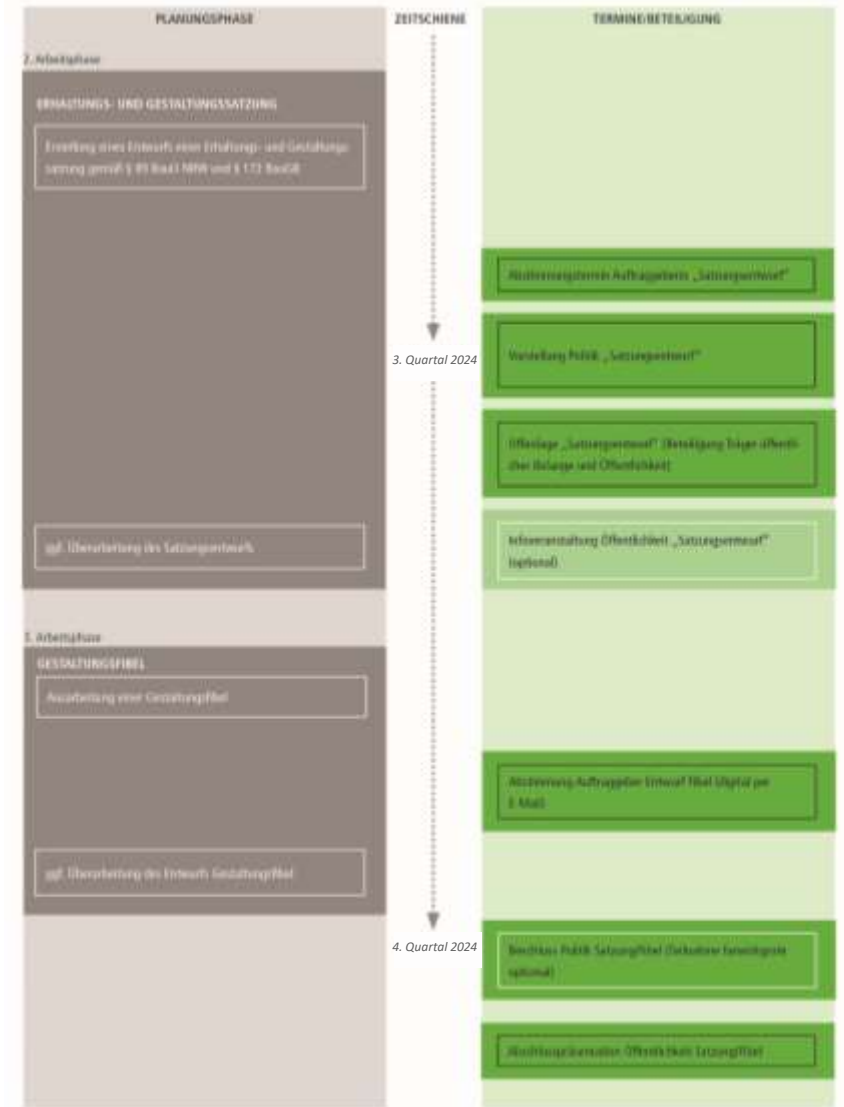 PLANUNGSPHASE
ZEITSCHIENE
TERMINE/BETEILIGUNG
2. Arbeitsphase
ERHALTUNGS- UND GESTALTUNGSSATZUNG
Erstellung eines Entwurfs einer Erhaltungs- und Gestaltungs-
satzung gemäß § 89 BauO NRW und § 172 BauGB
Abstimmungstermin Auftraggeberin „Satzungsentwurf“
3. Quartal 2024
Vorstellung Politik „Satzungsentwurf“
Offenlage „Satzungsentwurf“ (Beteiligung Träger öffentli-
cher Belange und Öffentlichkeit)
ggf. Überarbeitung des Satzungsentwurfs
Infoveranstaltung Öffentlichkeit „Satzungsentwurf“
(optional)
3. Arbeitsphase
GESTALTUNGSFIBEL
Ausarbeitung einer Gestaltungsfibel
Abstimmung Auftraggeber Entwurf Fibel (digital per
E-Mail)
ggf. Überarbeitung des Entwurfs Gestaltungsfibel
4. Quartal 2024
Beschluss Politik Satzung/Fibel (Teilnahme
optional)
Abschlusspräsentation Öffentlichkeit Satzung/Fibel